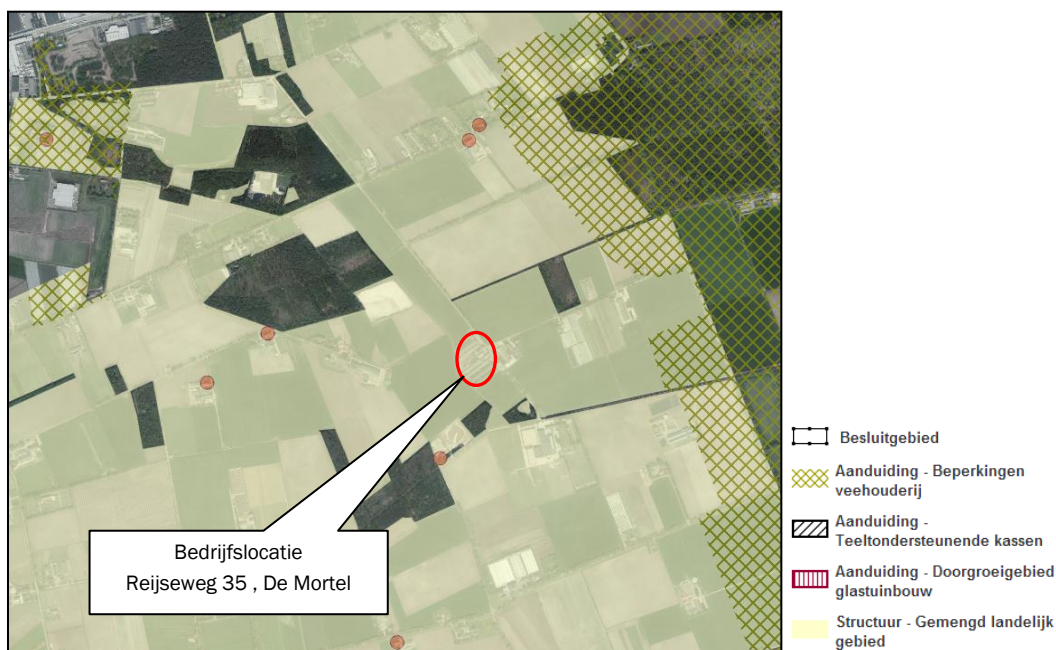 Bedrijfslocatie
Reijseweg 35 , De Mortel
Besluitgebied
Aanduiding - Beperkingen
veehouderij
Aanduiding -
Teeltondersteunende kassen
Aanduiding - Doorgroeigebied
glastuinbouw
Structuur - Gemengd landelijk
gebied